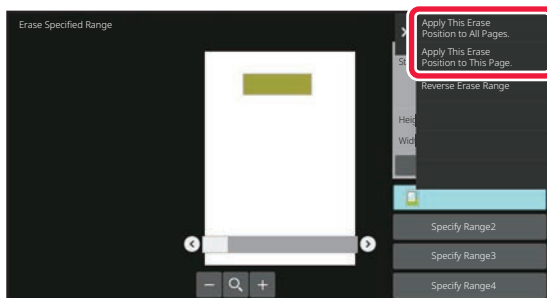 Erase Specified Range
Apply This Erase
Position to All Pages.
Apply This Erase
Position to This Page.
Reverse Erase Range
Specify Range2
Specify Range3
Specify Range4